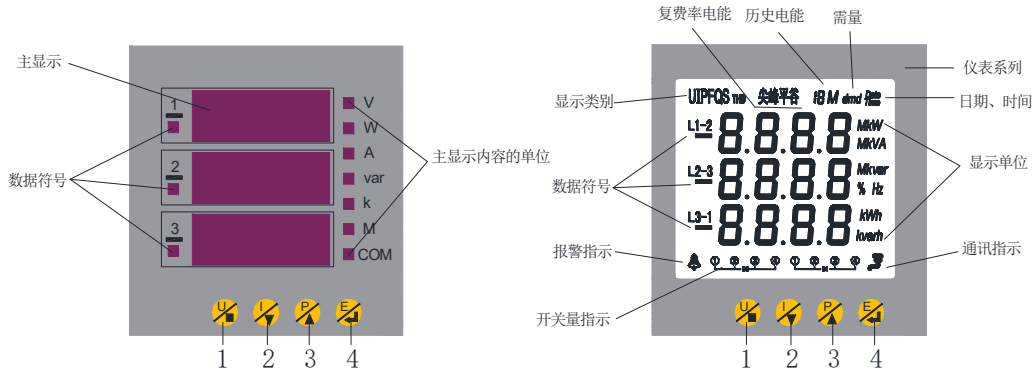 主显示
数据符号
1
2
3
V
W
A
var
k
M
COM
主显示内容的单位
U
I
P
E
1
2
3
4
复费率电能
历史电能
需量
仪表系列
显示类别
日期、时间
UIPFQS THD 尖峰平谷 18 M dmd
L1-2
8.8.8.8
MkW
MkVA
L2-3
8.8.8.8
Mkvar
% Hz
L3-1
8.8.8.8
kWh
kvarh
数据符号
显示单位
报警指示
通讯指示
开关量指示
U
I
P
E
1
2
3
4